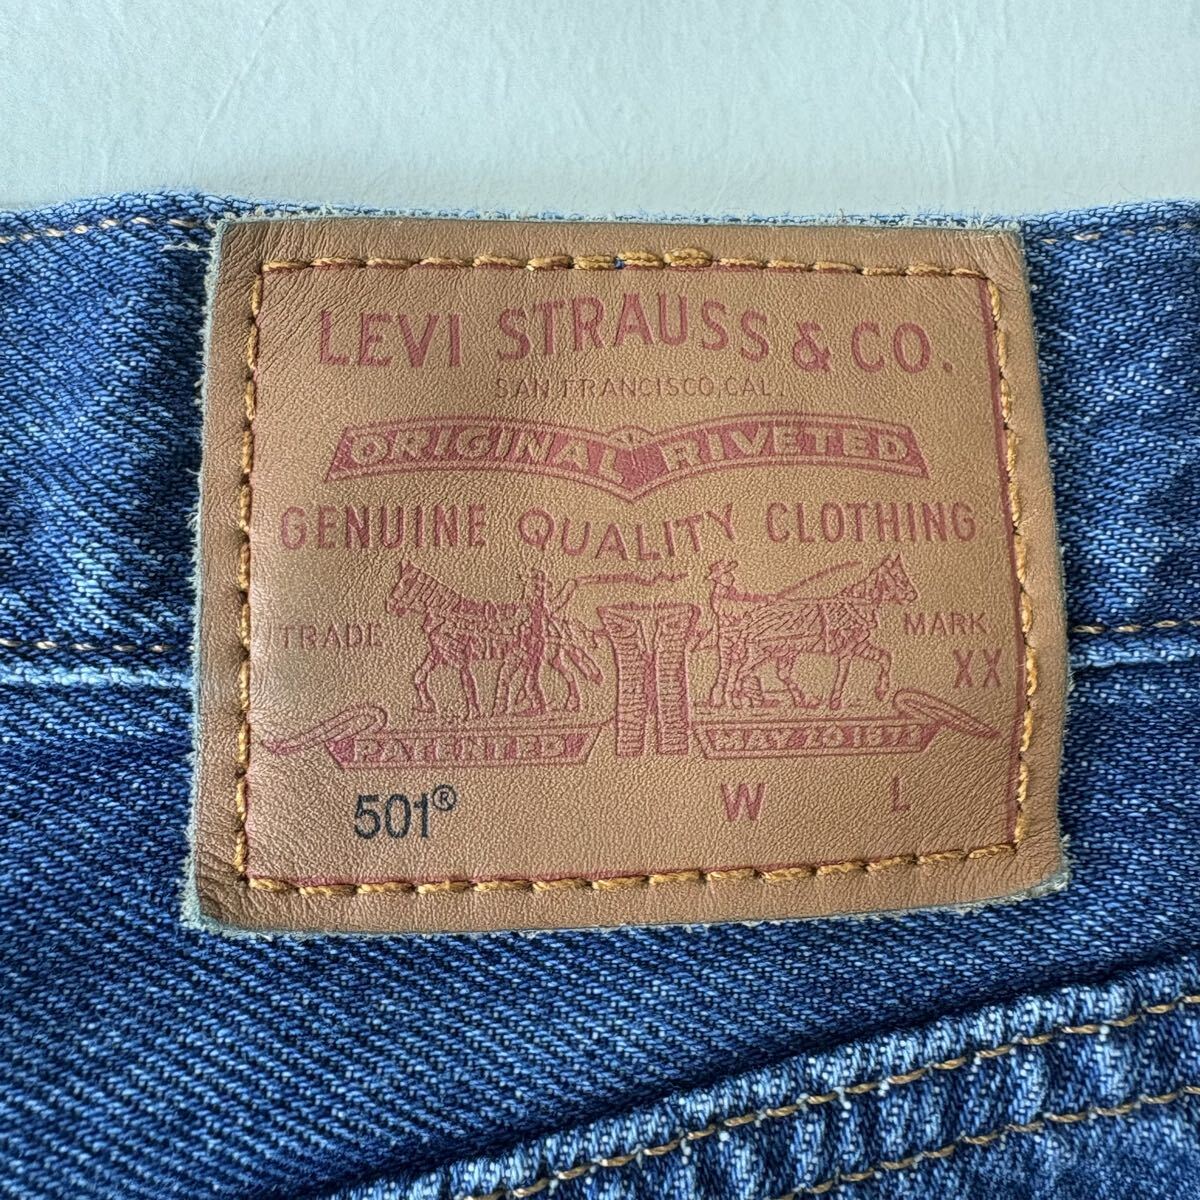 LEVI STRAUSS & CO.
SAN FRANCISCO, CAL.
ORIGINAL RIVETED
GENUINE QUALITY CLOTHING
TRADE MARK
XX
PATENTED MAY 20 1873
501® W L